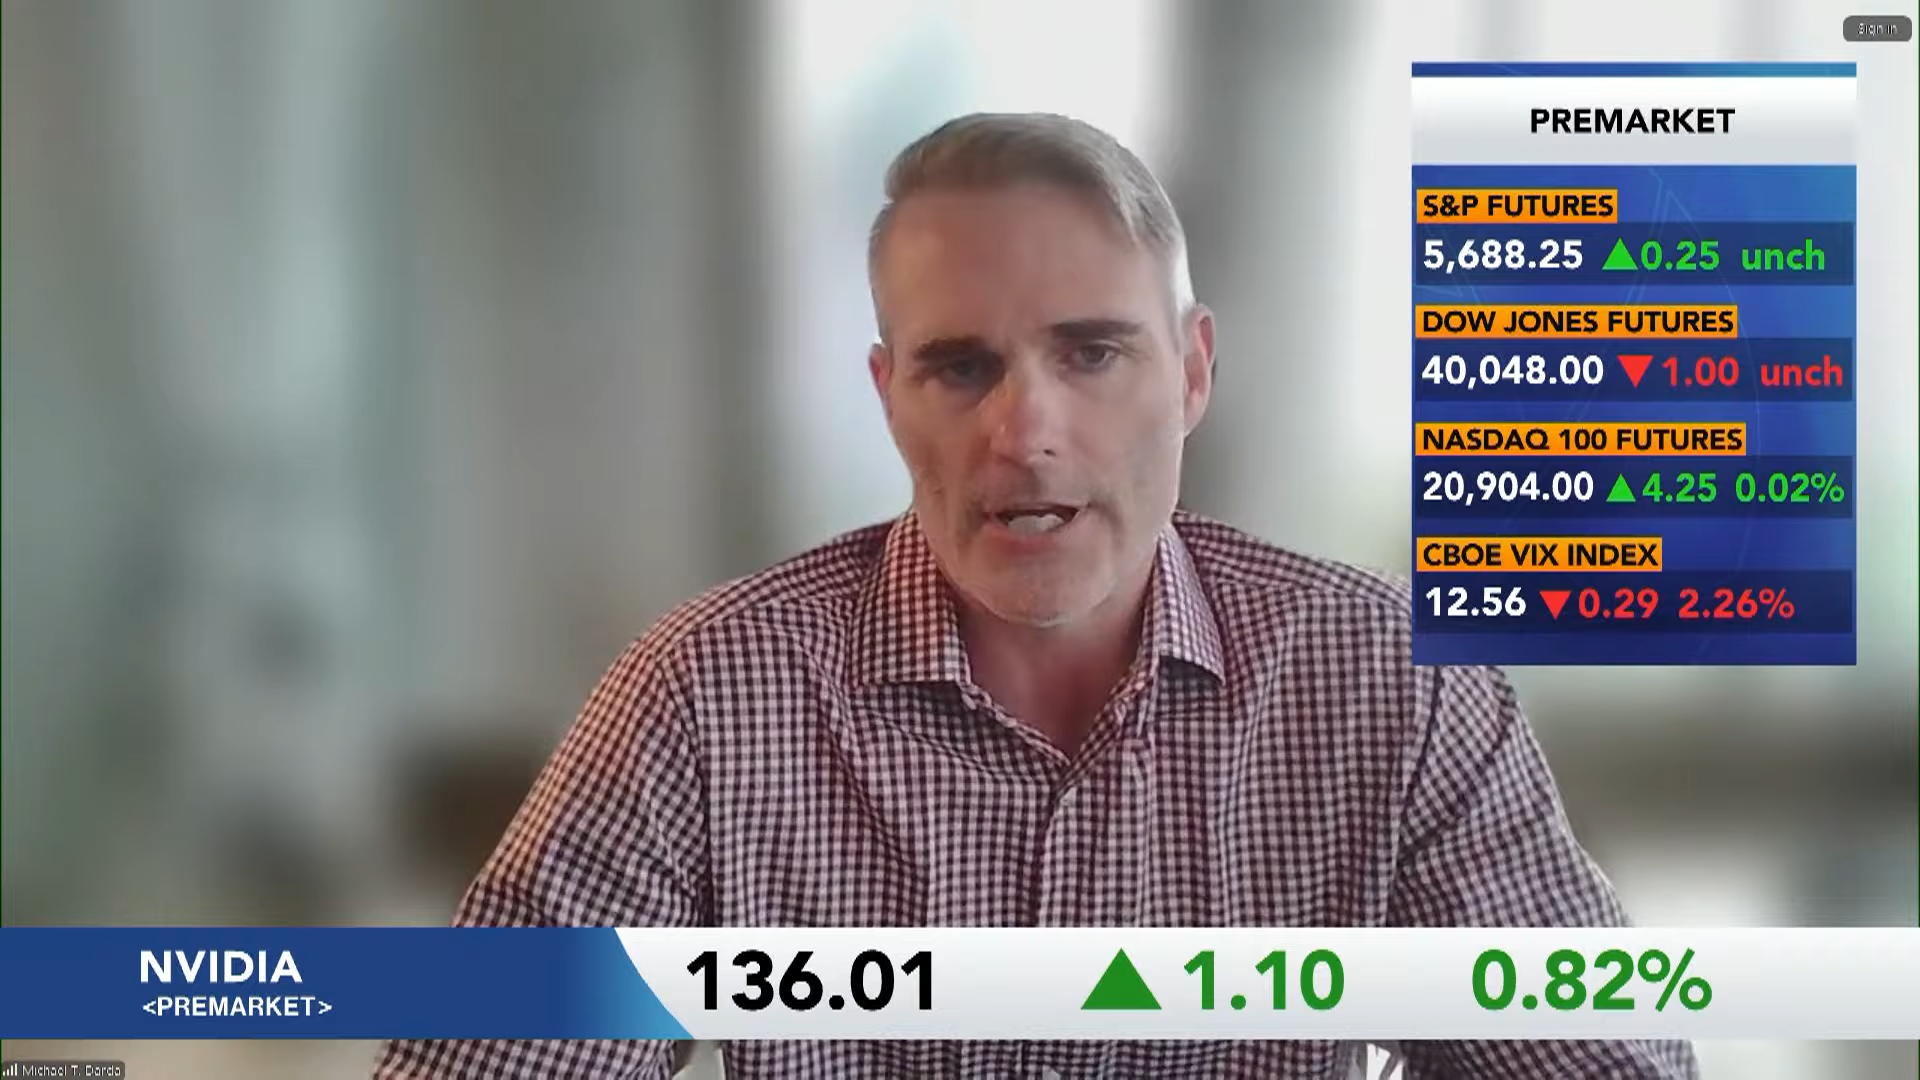 Sign in
PREMARKET
S&P FUTURES
5,688.25 ▲0.25 unch
DOW JONES FUTURES
40,048.00 ▼1.00 unch
NASDAQ 100 FUTURES
20,904.00 ▲4.25 0.02%
CBOE VIX INDEX
12.56 ▼0.29 2.26%
NVIDIA
<PREMARKET>
136.01 ▲1.10 0.82%
Michael T. Darda